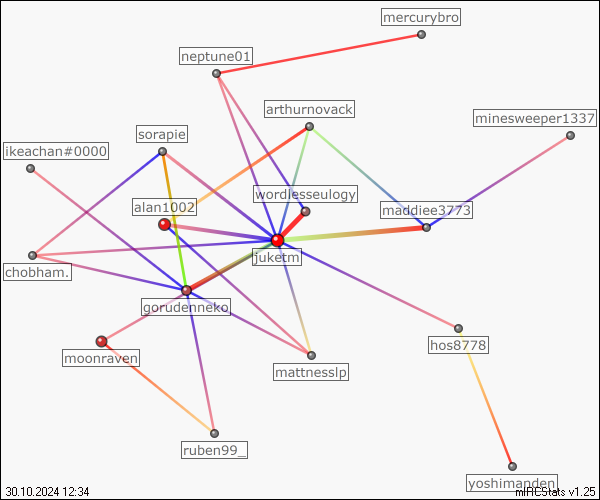 mercurybro
neptune01
arthurnovack
minesweeper1337
sorapie
ikeachan#0000
wordlesseulogy
alan1002
maddiee3773
juketm
chobham.
gorudenneko
hos8778
moonraven
mattnesslp
ruben99_
yoshimanden
30.10.2024 12:34
mIRCStats v1.25